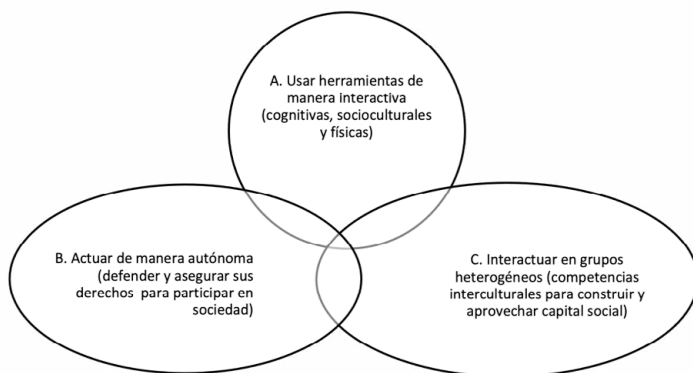 A. Usar herramientas de
manera interactiva
(cognitivas, socioculturales
y físicas)
B. Actuar de manera autónoma
(defender y asegurar sus
derechos para participar en
sociedad)
C. Interactuar en grupos
heterogéneos (competencias
interculturales para construir y
aprovechar capital social)